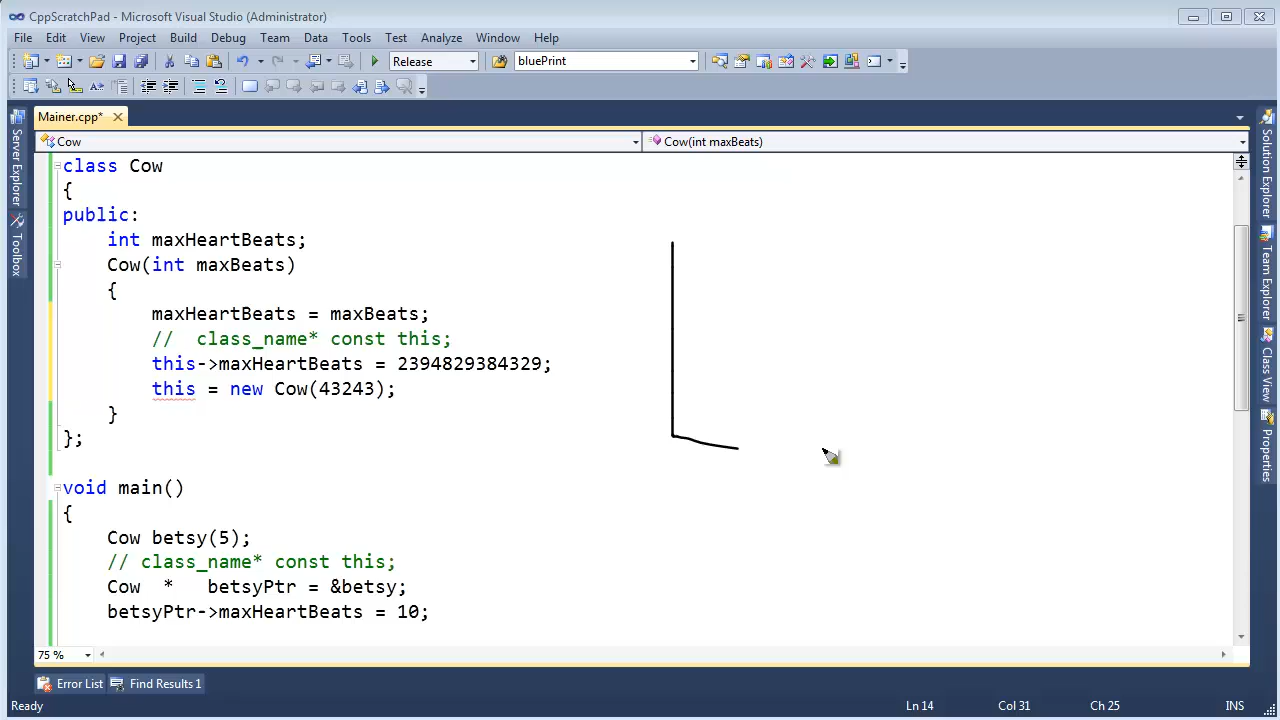 CppScratchPad - Microsoft Visual Studio (Administrator)
File Edit View Project Build Debug Team Data Tools Test Analyze Window Help
Release bluePrint
Mainer.cpp* X
Cow Cow(int maxBeats)
Server Explorer
Toolbox
class Cow
{
public:
int maxHeartBeats;
Cow(int maxBeats)
{
maxHeartBeats = maxBeats;
// class_name* const this;
this->maxHeartBeats = 2394829384329;
this = new Cow(43243);
}
};
void main()
{
Cow betsy(5);
// class_name* const this;
Cow * betsyPtr = &betsy;
betsyPtr->maxHeartBeats = 10;
Solution Explorer
Team Explorer
Class View
Properties
75 %
Error List Find Results 1
Ready Ln 14 Col 31 Ch 25 INS